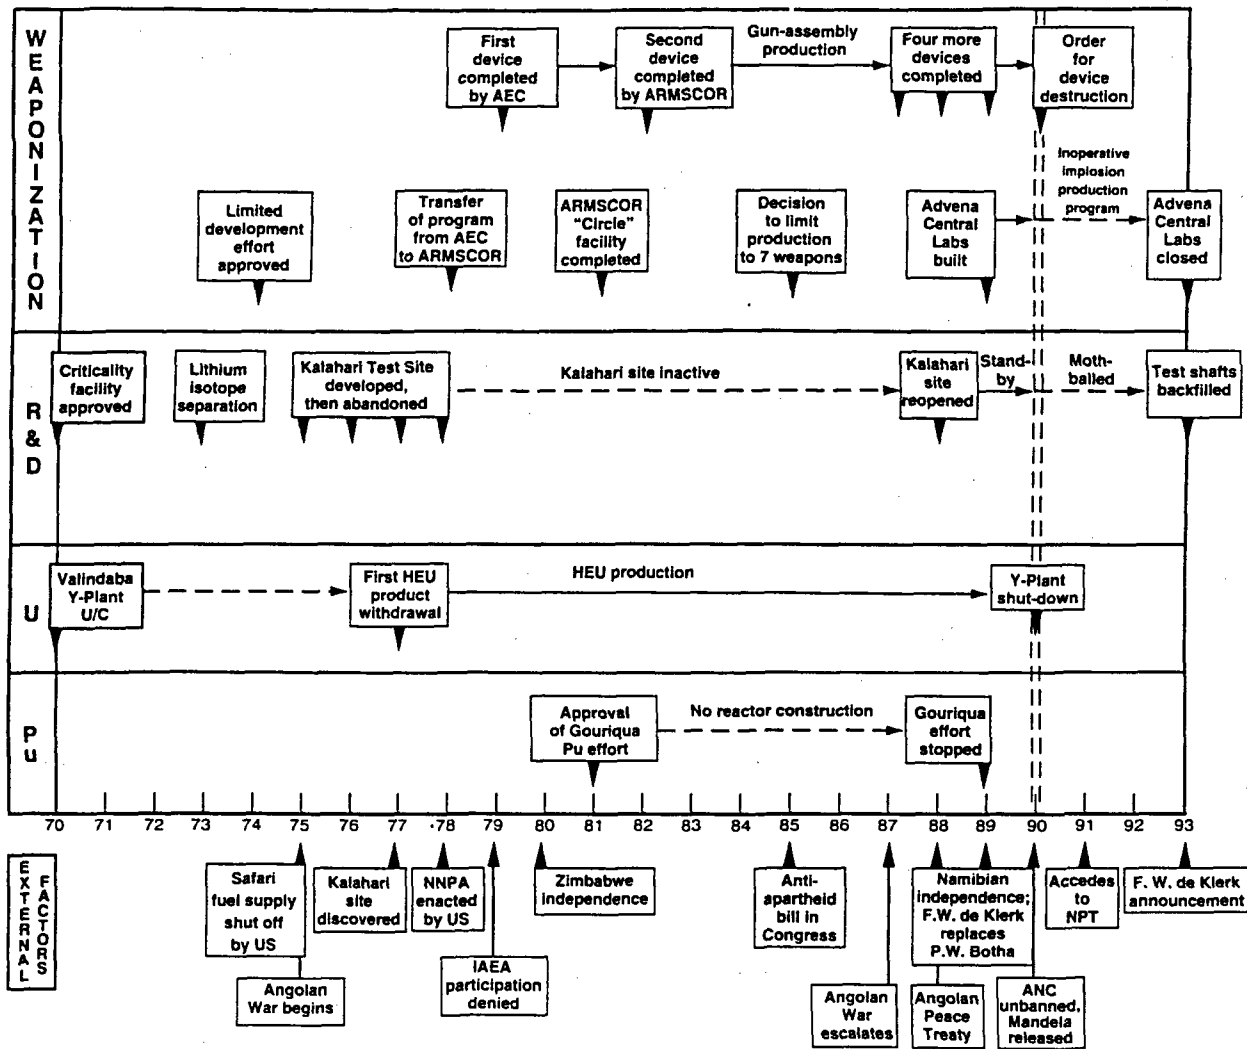 WEAPONIZATION
First
device
completed
by AEC
Second
device
completed
by ARMSCOR
Gun-assembly
production
Four more
devices
completed
Order
for
device
destruction
Limited
development
effort
approved
Transfer
of program
from AEC
to ARMSCOR
ARMSCOR
"Circle"
facility
completed
Decision
to limit
production
to 7 weapons
Advena
Central
Labs
built
Inoperative
implosion
production
program
Advena
Central
Labs
closed
R&D
Criticality
facility
approved
Lithium
isotope
separation
Kalahari Test Site
developed,
then abandoned
Kalahari site inactive
Kalahari
site
reopened
Stand-
by
Moth-
balled
Test shafts
backfilled
U
Valindaba
Y-Plant
U/C
First HEU
product
withdrawal
HEU production
Y-Plant
shut-down
Pu
Approval
of Gouriqua
Pu effort
No reactor construction
Gouriqua
effort
stopped
70 71 72 73 74 75 76 77 78 79 80 81 82 83 84 85 86 87 88 89 90 91 92 93
EXTERNAL
FACTORS
Safari
fuel supply
shut off
by US
Kalahari
site
discovered
NNPA
enacted
by US
Zimbabwe
independence
Anti-
apartheid
bill in
Congress
Namibian
independence;
F.W. de Klerk
replaces
P.W. Botha
Accedes
to
NPT
F. W. de Klerk
announcement
Angolan
War begins
IAEA
participation
denied
Angolan
War
escalates
Angolan
Peace
Treaty
ANC
unbanned,
Mandela
released